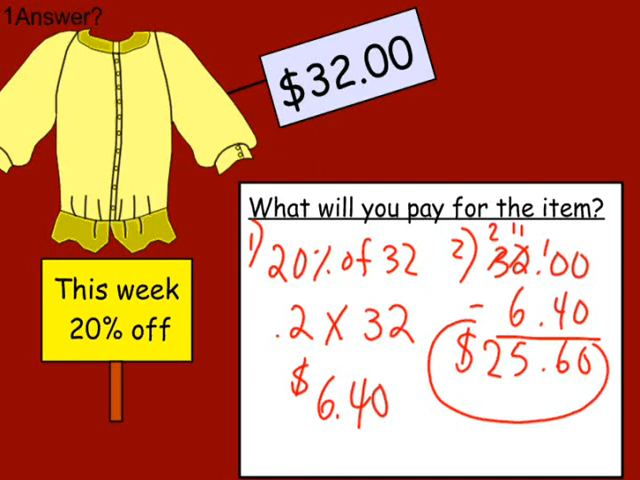 1Answer?
$32.00
This week
20% off
What will you pay for the item?
1) 20% of 32
.2 X 32
$6.40
2) 32.00
2 11 1
- 6.40
$25.60